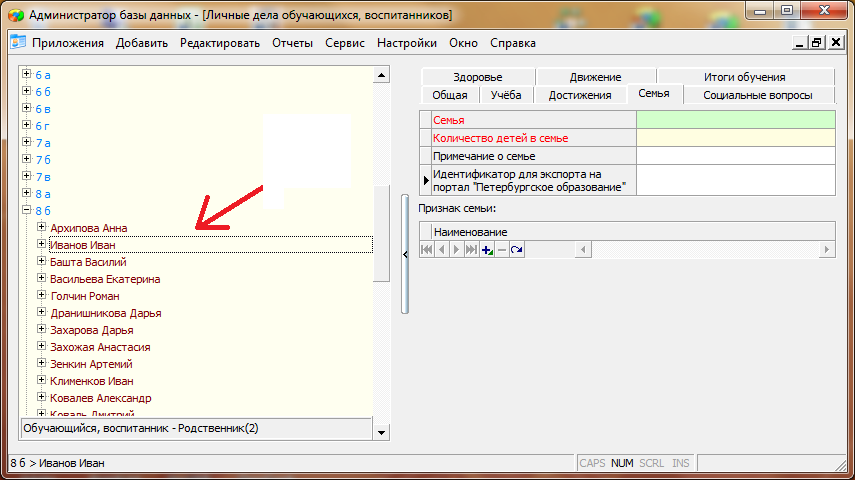 Администратор базы данных - [Личные дела обучающихся, воспитанников]
Приложения Добавить Редактировать Отчеты Сервис Настройки Окно Справка
6 а
6 б
6 в
6 г
7 а
7 б
7 в
8 а
8 б
Архипова Анна
Иванов Иван
Башта Василий
Васильева Екатерина
Голчин Роман
Дранишникова Дарья
Захарова Дарья
Захожая Анастасия
Зенкин Артемий
Клименков Иван
Ковалев Александр
Коваль Дмитрий
Обучающийся, воспитанник - Родственник(2)
Здоровье Движение Итоги обучения
Общая Учёба Достижения Семья Социальные вопросы
Семья
Количество детей в семье
Примечание о семье
Идентификатор для экспорта на
портал "Петербургское образование"
Признак семьи:
Наименование
8 б > Иванов Иван CAPS NUM SCRL INS